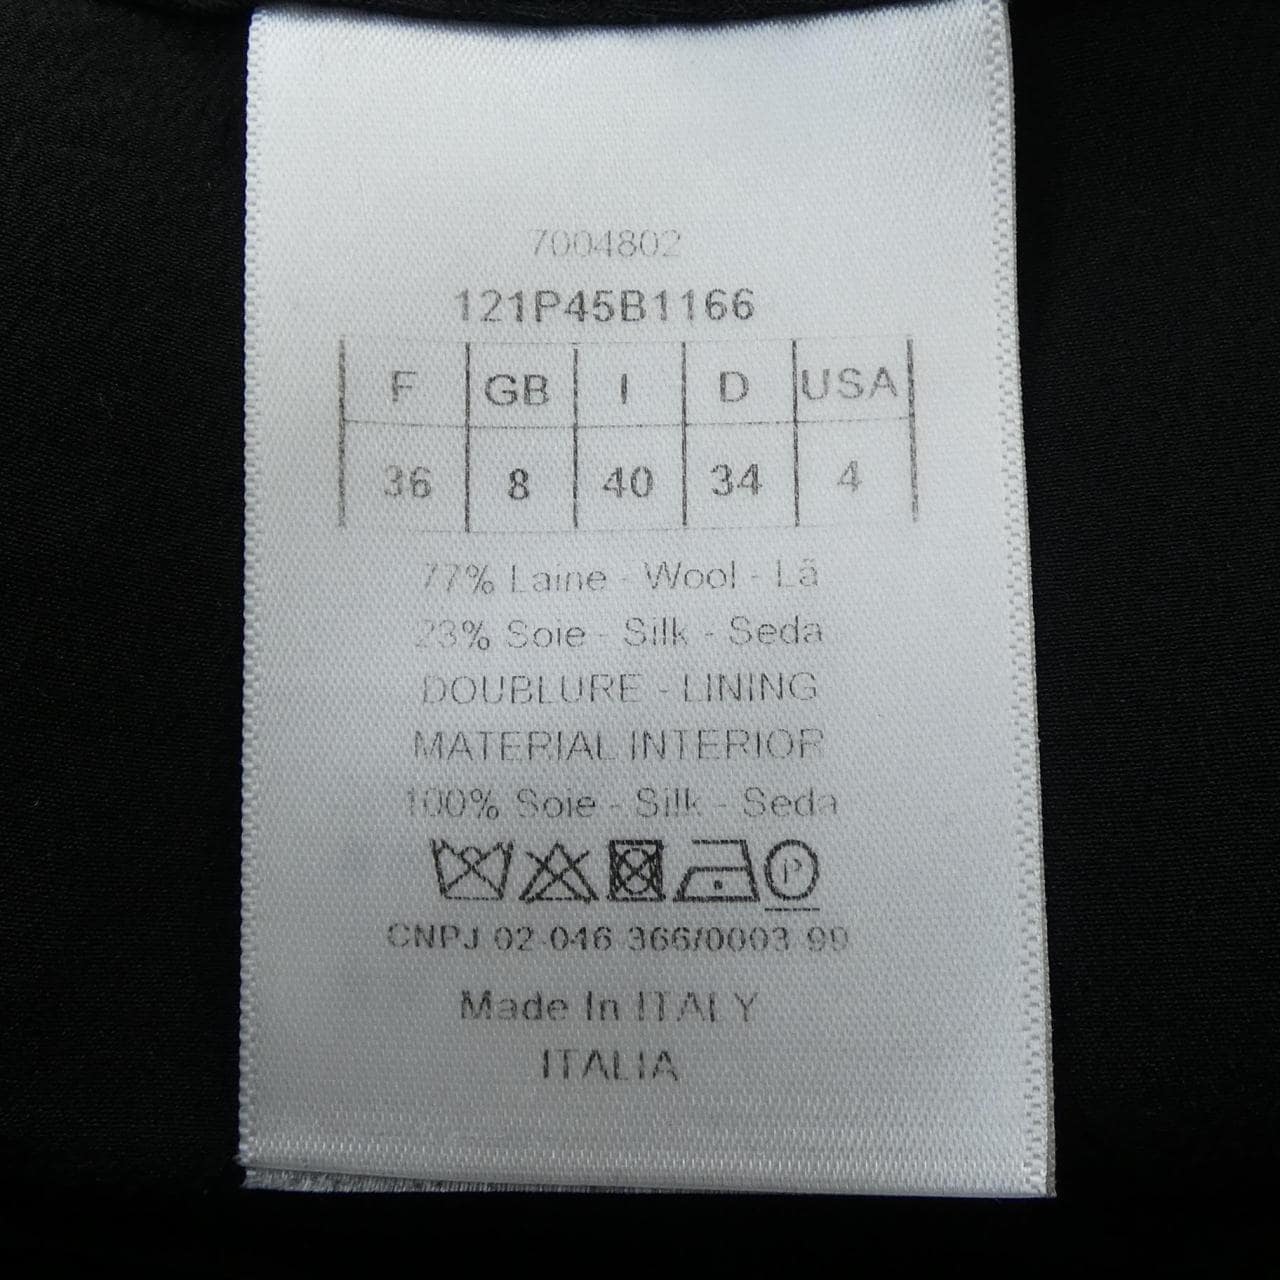 7004802
121P45B1166
F GB I D USA
36 8 40 34 4
77% Laine - Wool - Lã
23% Soie - Silk - Seda
DOUBLURE - LINING
MATERIAL INTERIOR
100% Soie - Silk - Seda
P
CNPJ 02 046 366/0003 99
Made In ITALY
ITALIA